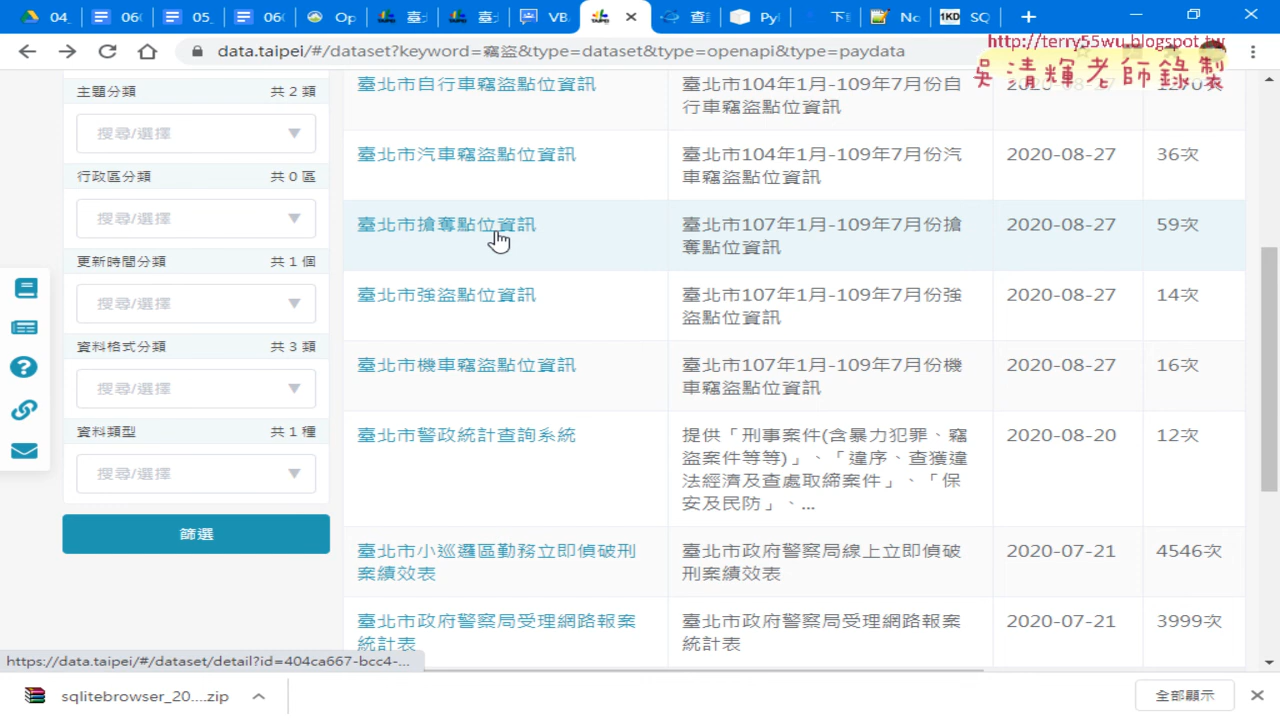 04_
06(
05_
06(
Op
臺北
臺北
VB
查詢
Py
下載
No
1KD SQ
data.taipei/#/dataset?keyword=竊盜&type=dataset&type=openapi&type=paydata
http://terry55wu.blogspot.tw
吳清輝老師錄製
主題分類 共 2 類
搜尋/選擇
行政區分類 共 0 區
搜尋/選擇
更新時間分類 共 1 個
搜尋/選擇
資料格式分類 共 3 類
搜尋/選擇
資料類型 共 1 種
搜尋/選擇
篩選
臺北市自行車竊盜點位資訊 臺北市104年1月-109年7月份自
行車竊盜點位資訊
臺北市汽車竊盜點位資訊 臺北市104年1月-109年7月份汽 2020-08-27 36次
車竊盜點位資訊
臺北市搶奪點位資訊 臺北市107年1月-109年7月份搶 2020-08-27 59次
奪點位資訊
臺北市強盜點位資訊 臺北市107年1月-109年7月份強 2020-08-27 14次
盜點位資訊
臺北市機車竊盜點位資訊 臺北市107年1月-109年7月份機 2020-08-27 16次
車竊盜點位資訊
臺北市警政統計查詢系統 提供「刑事案件(含暴力犯罪、竊 2020-08-20 12次
盜案件等等)」、「違序、查獲違
法經濟及查處取締案件」、「保
安及民防」、...
臺北市小巡邏區勤務立即偵破刑 臺北市政府警察局線上立即偵破 2020-07-21 4546次
案績效表 刑案績效表
臺北市政府警察局受理網路報案 臺北市政府警察局受理網路報案 2020-07-21 3999次
統計表 統計表
https://data.taipei/#/dataset/detail?id=404ca667-bcc4-...
sqlitebrowser_20....zip
全部顯示